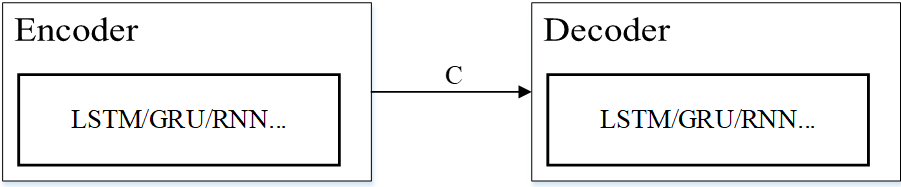 Encoder
LSTM/GRU/RNN...
C
Decoder
LSTM/GRU/RNN...